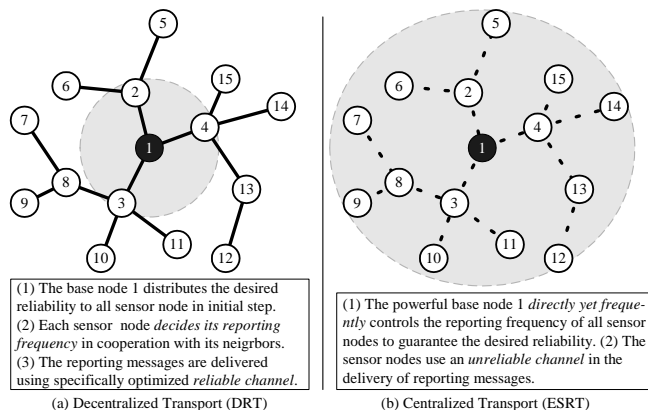 5
6
2
15
14
7
4
1
8
13
9
3
10
11
12
(1) The base node 1 distributes the desired
reliability to all sensor node in initial step.
(2) Each sensor node decides its reporting
frequency in cooperation with its neigrbors.
(3) The reporting messages are delivered
using specifically optimized reliable channel.
(a) Decentralized Transport (DRT)
5
6
2
15
14
7
4
1
8
13
9
3
10
11
12
(1) The powerful base node 1 directly yet freque-
ntly controls the reporting frequency of all sensor
nodes to guarantee the desired reliability. (2) The
sensor nodes use an unreliable channel in the
delivery of reporting messages.
(b) Centralized Transport (ESRT)